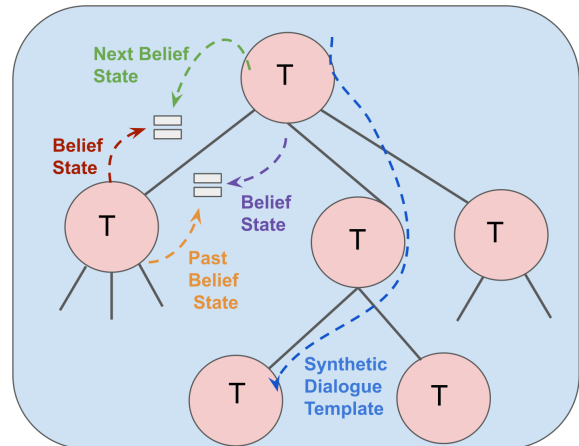 Next Belief
State
T
Belief
State
Belief
State
T
T
T
Past
Belief
State
Synthetic
Dialogue
Template
T
T